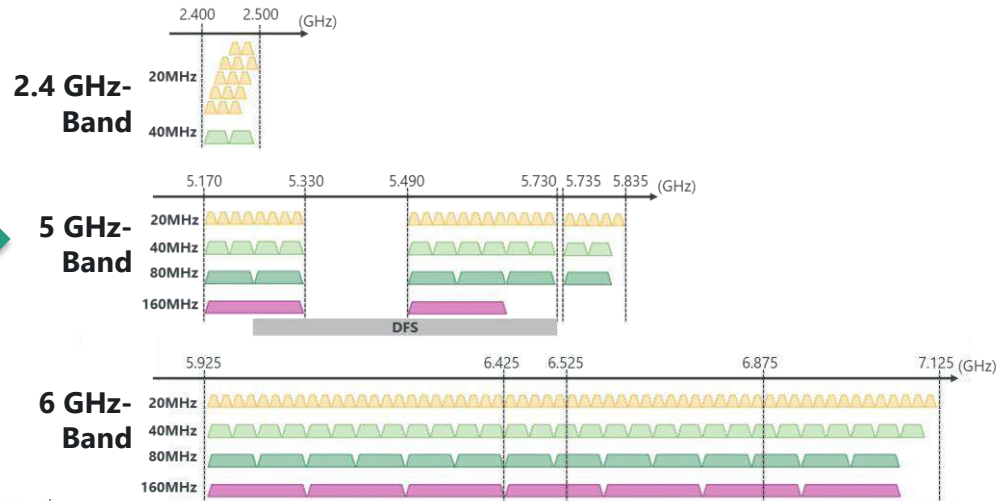 2.400 2.500 (GHz)
2.4 GHz-
Band
20MHz
40MHz
5.170 5.330 5.490 5.730 5.735 5.835 (GHz)
5 GHz-
Band
20MHz
40MHz
80MHz
160MHz
DFS
5.925 6.425 6.525 6.875 7.125 (GHz)
6 GHz-
Band
20MHz
40MHz
80MHz
160MHz